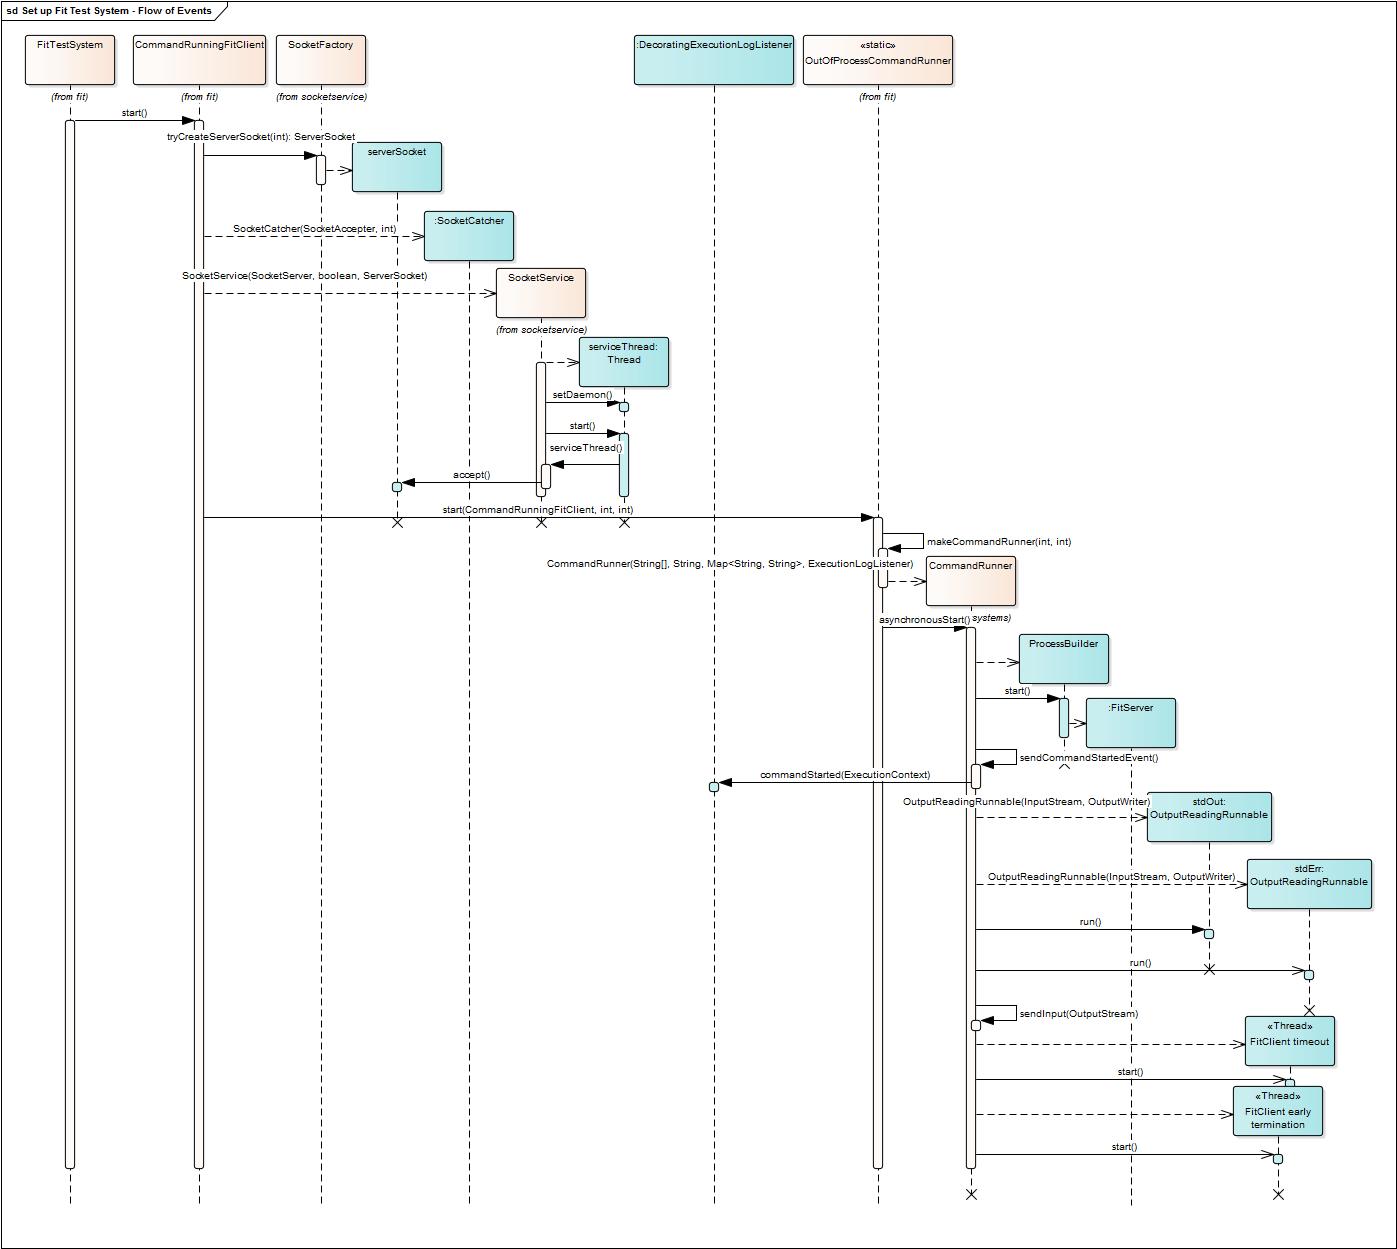 sd Set up Fit Test System - Flow of Events
FitTestSystem
CommandRunningFitClient
SocketFactory
:DecoratingExecutionLogListener
«static»
OutOfProcessCommandRunner
(from fit)
(from fit)
(from socketservice)
(from fit)
start()
tryCreateServerSocket(int): ServerSocket
serverSocket
:SocketCatcher
SocketCatcher(SocketAccepter, int)
SocketService(SocketServer, boolean, ServerSocket)
SocketService
(from socketservice)
serviceThread:
Thread
setDaemon()
start()
serviceThread()
accept()
start(CommandRunningFitClient, int, int)
makeCommandRunner(int, int)
CommandRunner(String[], String, Map<String, String>, ExecutionLogListener)
CommandRunner
systems)
asynchronousStart()
ProcessBuilder
start()
:FitServer
sendCommandStartedEvent()
commandStarted(ExecutionContext)
OutputReadingRunnable(InputStream, OutputWriter)
stdOut:
OutputReadingRunnable
stdErr:
OutputReadingRunnable
OutputReadingRunnable(InputStream, OutputWriter)
run()
run()
sendInput(OutputStream)
«Thread»
FitClient timeout
start()
«Thread»
FitClient early
termination
start()